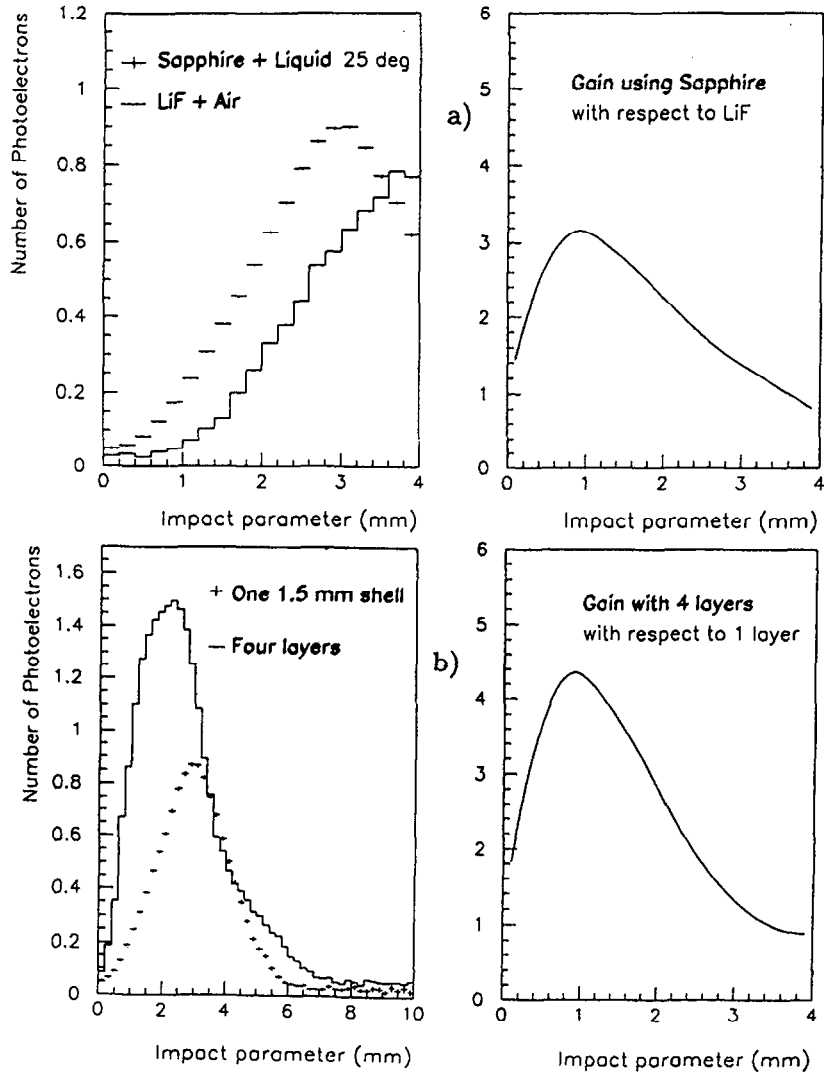 1.2
1
0.8
0.6
0.4
0.2
0
Number of Photoelectrons
Sapphire + Liquid 25 deg
LiF + Air
0 1 2 3 4
Impact parameter (mm)
a)
6
5
4
3
2
1
0
Gain using Sapphire
with respect to LiF
0 1 2 3 4
Impact parameter (mm)
1.6
1.4
1.2
1
0.8
0.6
0.4
0.2
0
Number of Photoelectrons
+ One 1.5 mm shell
Four layers
0 2 4 6 8 10
Impact parameter (mm)
b)
6
5
4
3
2
1
0
Gain with 4 layers
with respect to 1 layer
0 1 2 3 4
Impact parameter (mm)